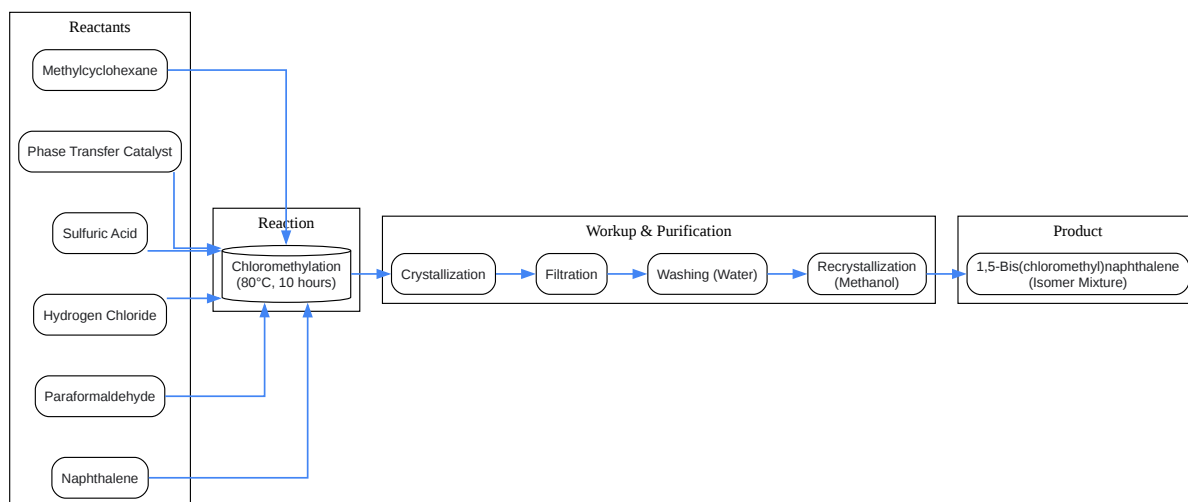 Reactants
Methylcyclohexane
Phase Transfer Catalyst
Sulfuric Acid
Hydrogen Chloride
Paraformaldehyde
Naphthalene
Reaction
Chloromethylation
(80°C, 10 hours)
Workup & Purification
Crystallization
Filtration
Washing (Water)
Recrystallization
(Methanol)
Product
1,5-Bis(chloromethyl)naphthalene
(Isomer Mixture)